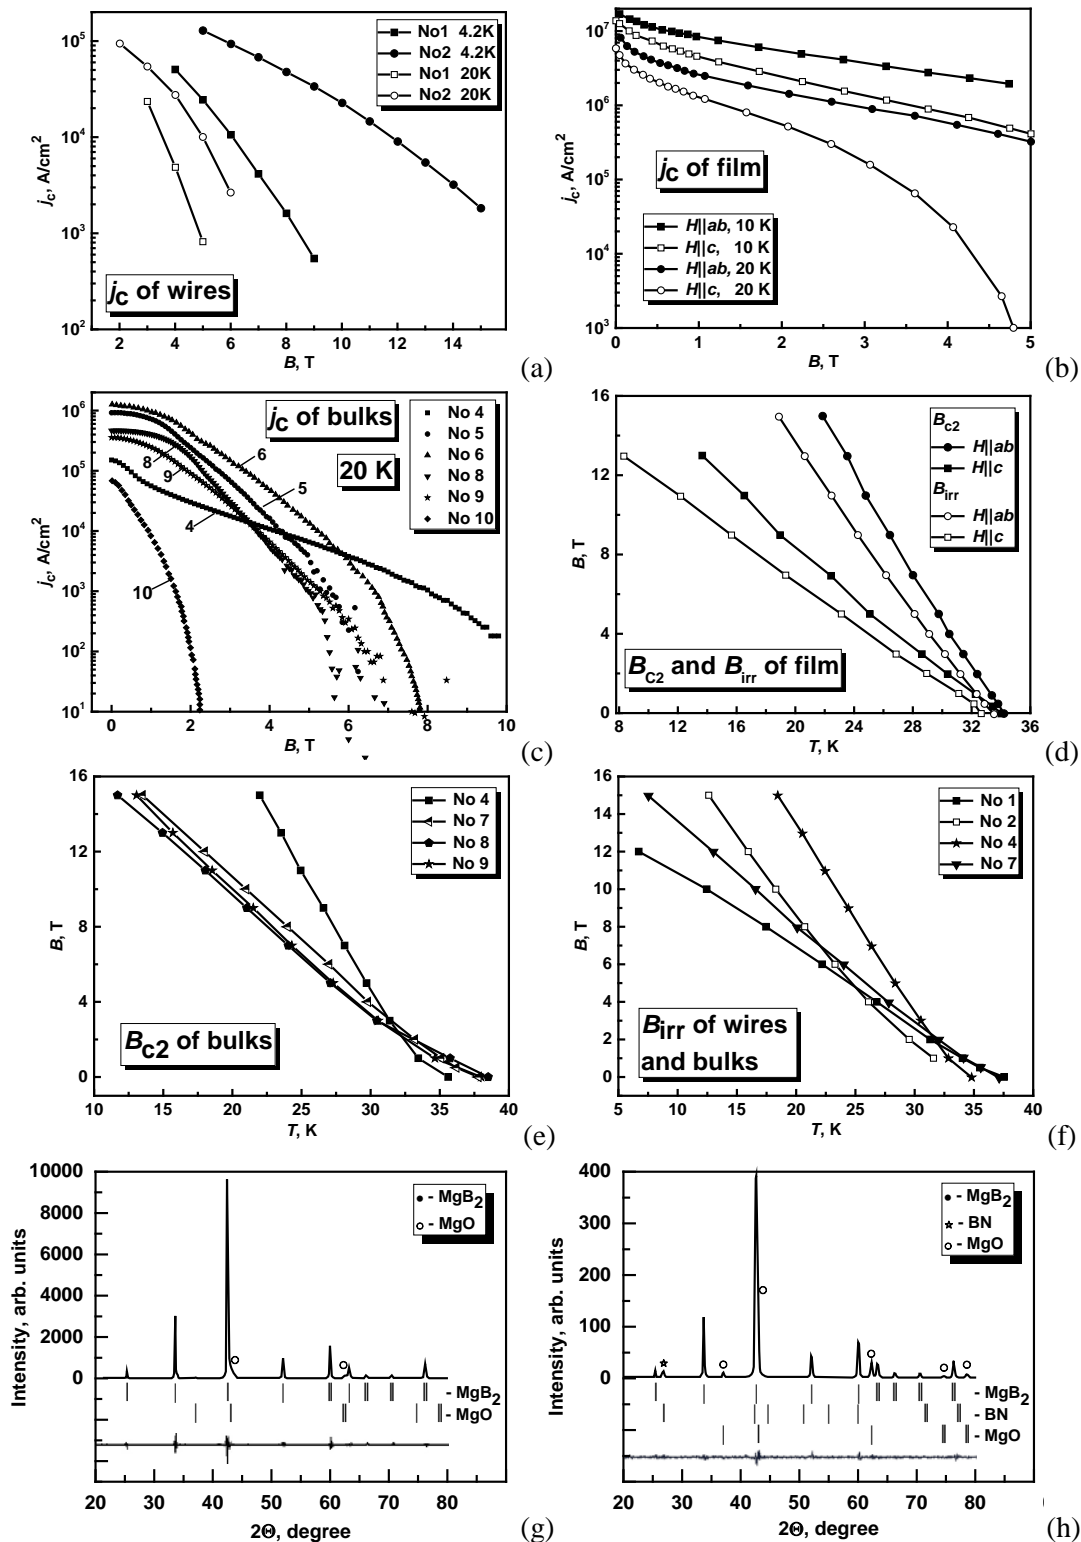 10^5
10^4
10^3
10^2
j_c, A/cm^2
No1 4.2K
No2 4.2K
No1 20K
No2 20K
j_c of wires
2 4 6 8 10 12 14
B, T
(a)
10^7
10^6
10^5
10^4
10^3
j_c, A/cm^2
j_c of film
H||ab, 10 K
H||c, 10 K
H||ab, 20 K
H||c, 20 K
0 1 2 3 4 5
B, T
(b)
10^6
10^5
10^4
10^3
10^2
10^1
j_c, A/cm^2
j_c of bulks
20 K
No 4
No 5
No 6
No 8
No 9
No 10
6
8
9
5
4
10
0 2 4 6 8 10
B, T
(c)
16
12
8
4
0
B, T
B_c2
H||ab
H||c
B_irr
H||ab
H||c
B_C2 and B_irr of film
8 12 16 20 24 28 32 36
T, K
(d)
16
14
12
10
8
6
4
2
0
B, T
No 4
No 7
No 8
No 9
B_c2 of bulks
10 15 20 25 30 35 40
T, K
(e)
16
14
12
10
8
6
4
2
0
B, T
No 1
No 2
No 4
No 7
B_irr of wires
and bulks
5 10 15 20 25 30 35 40
T, K
(f)
10000
8000
6000
4000
2000
0
Intensity, arb. units
- MgB_2
- MgO
- MgB_2
- MgO
20 30 40 50 60 70 80 90
2Θ, degree
(g)
400
300
200
100
0
Intensity, arb. units
- MgB_2
- BN
- MgO
- MgB_2
- BN
- MgO
20 30 40 50 60 70 80
2Θ, degree
(h)